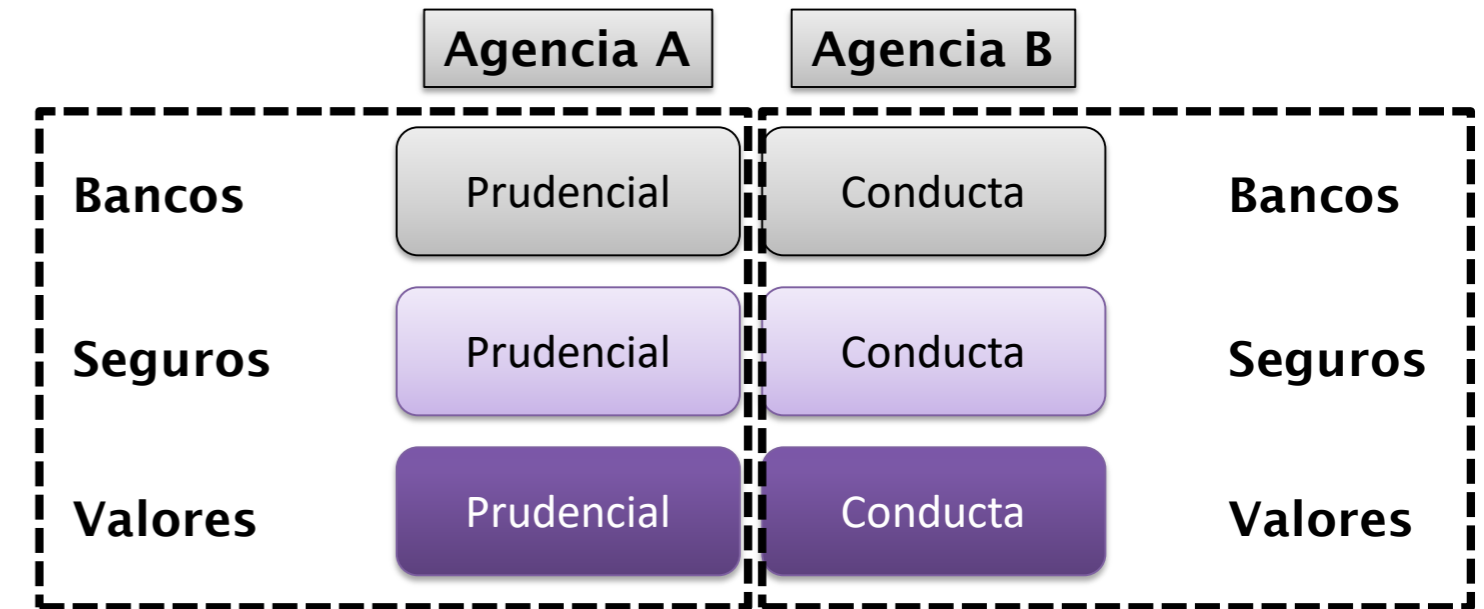 Agencia A Agencia B
Bancos Prudencial Conducta Bancos
Seguros Prudencial Conducta Seguros
Valores Prudencial Conducta Valores